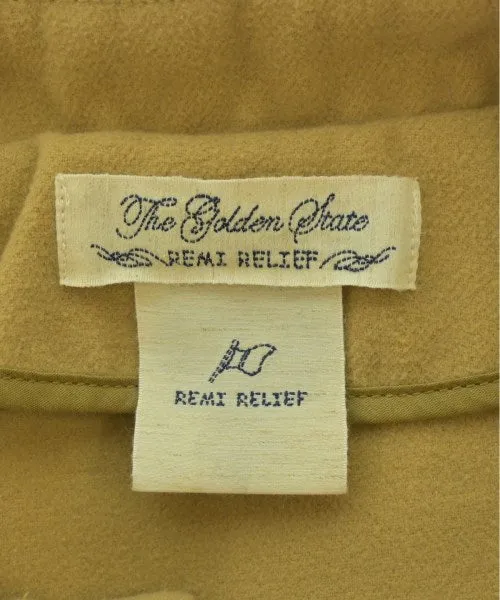 The Golden State
REMI RELIEF
REMI RELIEF